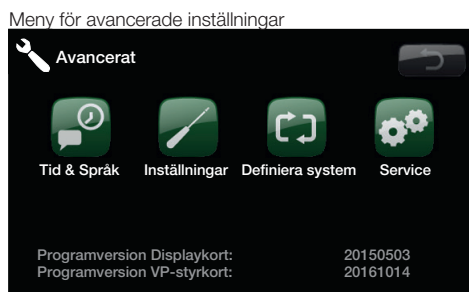 Meny för avancerade inställningar
Avancerat
Tid & Språk Inställningar Definiera system Service
Programversion Displaykort: 20150503
Programversion VP-styrkort: 20161014